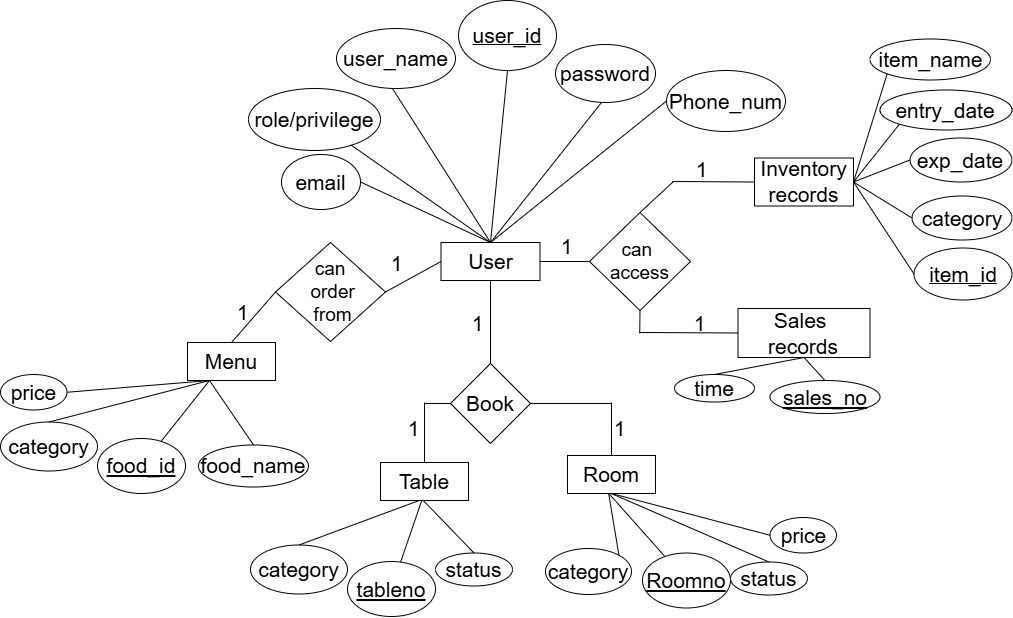 user_id
user_name
password
Phone_num
role/privilege
email
item_name
entry_date
exp_date
category
item_id
1
Inventory
records
User
1
can
access
1
Sales
records
time
sales_no
1
can
order
from
1
Menu
price
category
food_id
food_name
1
Book
1
1
Table
category
tableno
status
Room
category
Roomno
status
price